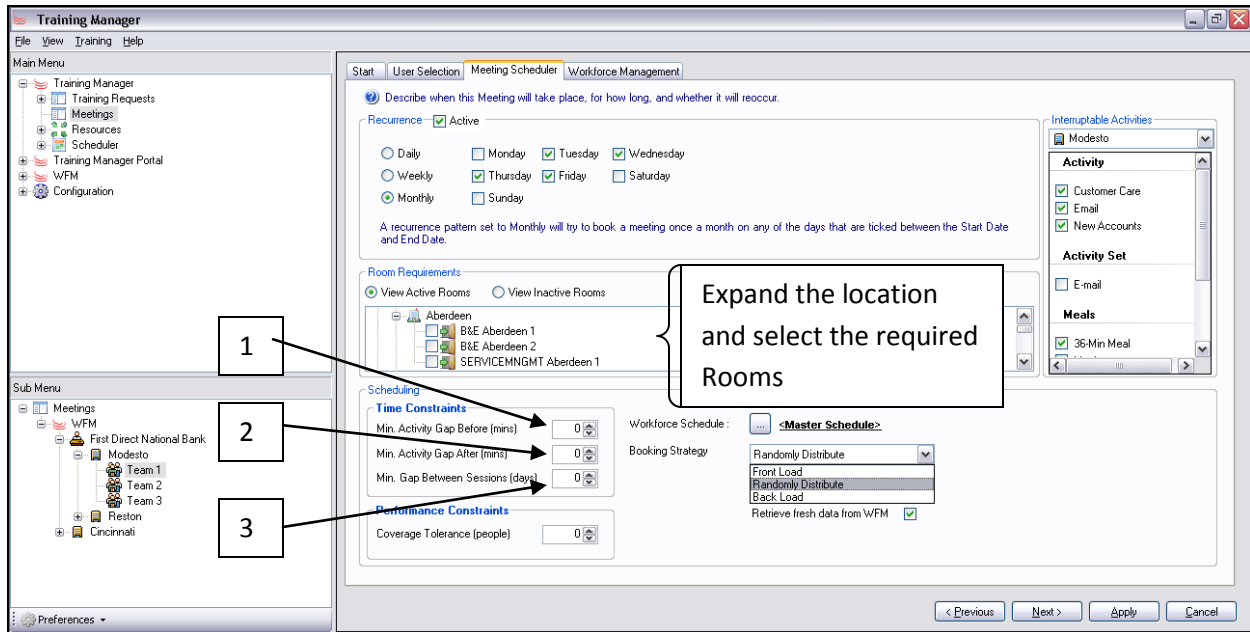 Training Manager
File View Training Help
Main Menu
Training Manager
Training Requests
Meetings
Resources
Scheduler
Training Manager Portal
WFM
Configuration
Sub Menu
Meetings
WFM
First Direct National Bank
Modesto
Team 1
Team 2
Team 3
Reston
Cincinnati
Preferences
Start User Selection Meeting Scheduler Workforce Management
Describe when this Meeting will take place, for how long, and whether it will reoccur.
Recurrence Active
Daily Monday Tuesday Wednesday
Weekly Thursday Friday Saturday
Monthly Sunday
A recurrence pattern set to Monthly will try to book a meeting once a month on any of the days that are ticked between the Start Date
and End Date.
Interruptable Activities
Modesto
Activity
Customer Care
Email
New Accounts
Activity Set
E-mail
Meals
36-Min Meal
Room Requirements
View Active Rooms View Inactive Rooms
Aberdeen
B&E Aberdeen 1
B&E Aberdeen 2
SERVICEMNGMT Aberdeen 1
Expand the location
and select the required
Rooms
1
2
3
Scheduling
Time Constraints
Min. Activity Gap Before (mins) 0
Min. Activity Gap After (mins) 0
Min. Gap Between Sessions (days) 0
Performance Constraints
Coverage Tolerance (people) 0
Workforce Schedule : ... <Master Schedule>
Booking Strategy Randomly Distribute
Front Load
Randomly Distribute
Back Load
Retrieve fresh data from WFM
< Previous Next > Apply Cancel